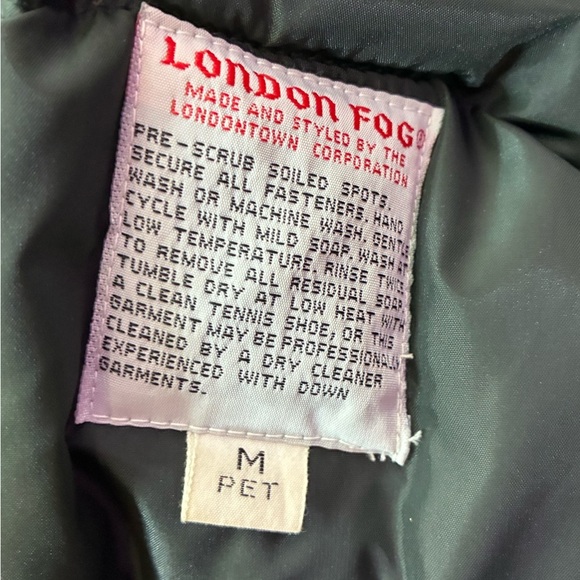 LONDON FOG®
MADE AND STYLED BY THE
LONDONTOWN CORPORATION
PRE-SCRUB SOILED SPOTS.
SECURE ALL FASTENERS. HAND
WASH OR MACHINE WASH. GENTLE
CYCLE WITH MILD SOAP. WASH AT
LOW TEMPERATURE. RINSE TWICE
TO REMOVE ALL RESIDUAL SOAP.
TUMBLE DRY AT LOW HEAT WITH
A CLEAN TENNIS SHOE, OR THIS
GARMENT MAY BE PROFESSIONALLY
CLEANED BY A DRY CLEANER
EXPERIENCED WITH DOWN
GARMENTS.
M
PET